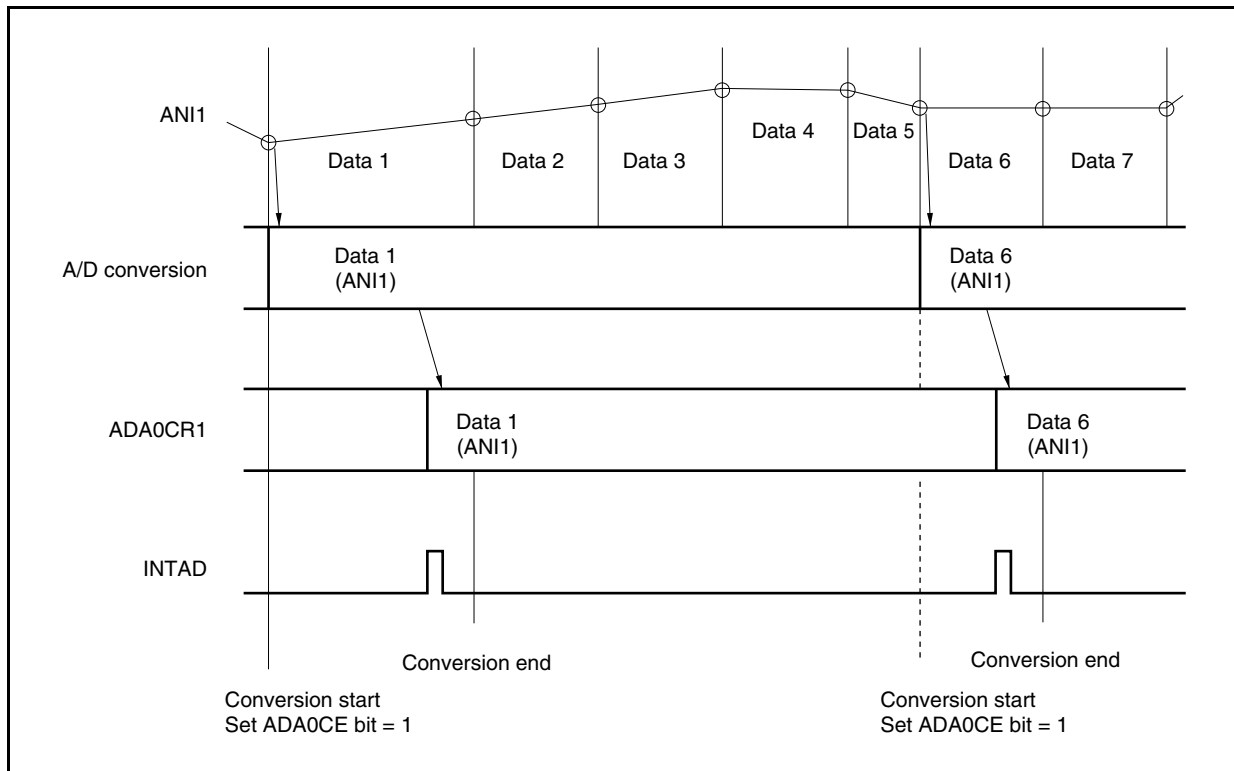 ANI1
Data 1
Data 2
Data 3
Data 4
Data 5
Data 6
Data 7
A/D conversion
Data 1
(ANI1)
Data 6
(ANI1)
ADA0CR1
Data 1
(ANI1)
Data 6
(ANI1)
INTAD
Conversion end
Conversion end
Conversion start
Set ADA0CE bit = 1
Conversion start
Set ADA0CE bit = 1